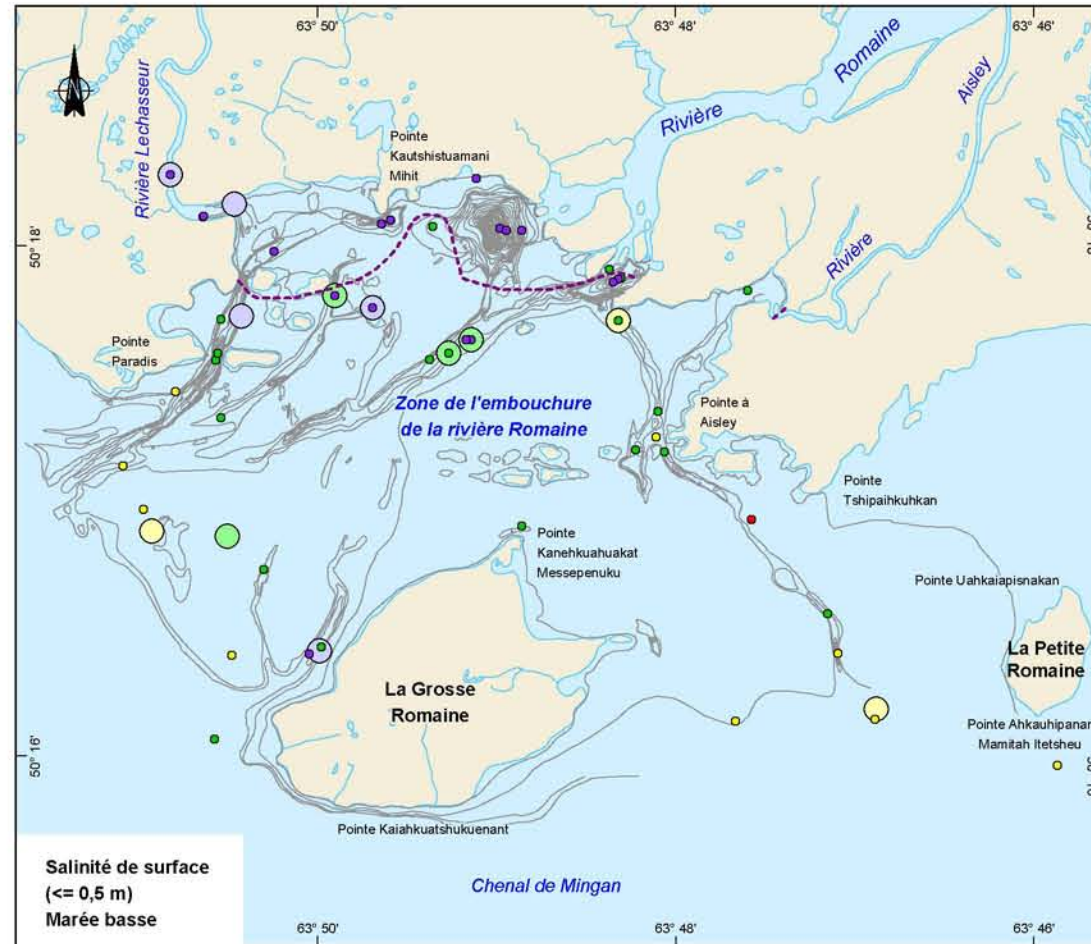 63° 50'
63° 48'
63° 46'
Romaine
Aisley
Rivière
Rivière Lechasseur
Pointe
Kautshistuamani
Mihit
50° 18'
Rivière
Pointe
Paradis
Zone de l'embouchure
de la rivière Romaine
Pointe à
Aisley
Pointe
Tshipaihkuhkan
Pointe
Kanehkuahuakat
Messepenuku
Pointe Uahkaiapisnakan
La Petite
Romaine
La Grosse
Romaine
Pointe Ahkauhipanan
Mamitah Itetsheu
50° 16'
Pointe Kaiahkuatshukuenant
Salinité de surface
(<= 0,5 m)
Marée basse
Chenal de Mingan
63° 50'
63° 48'
63° 46'